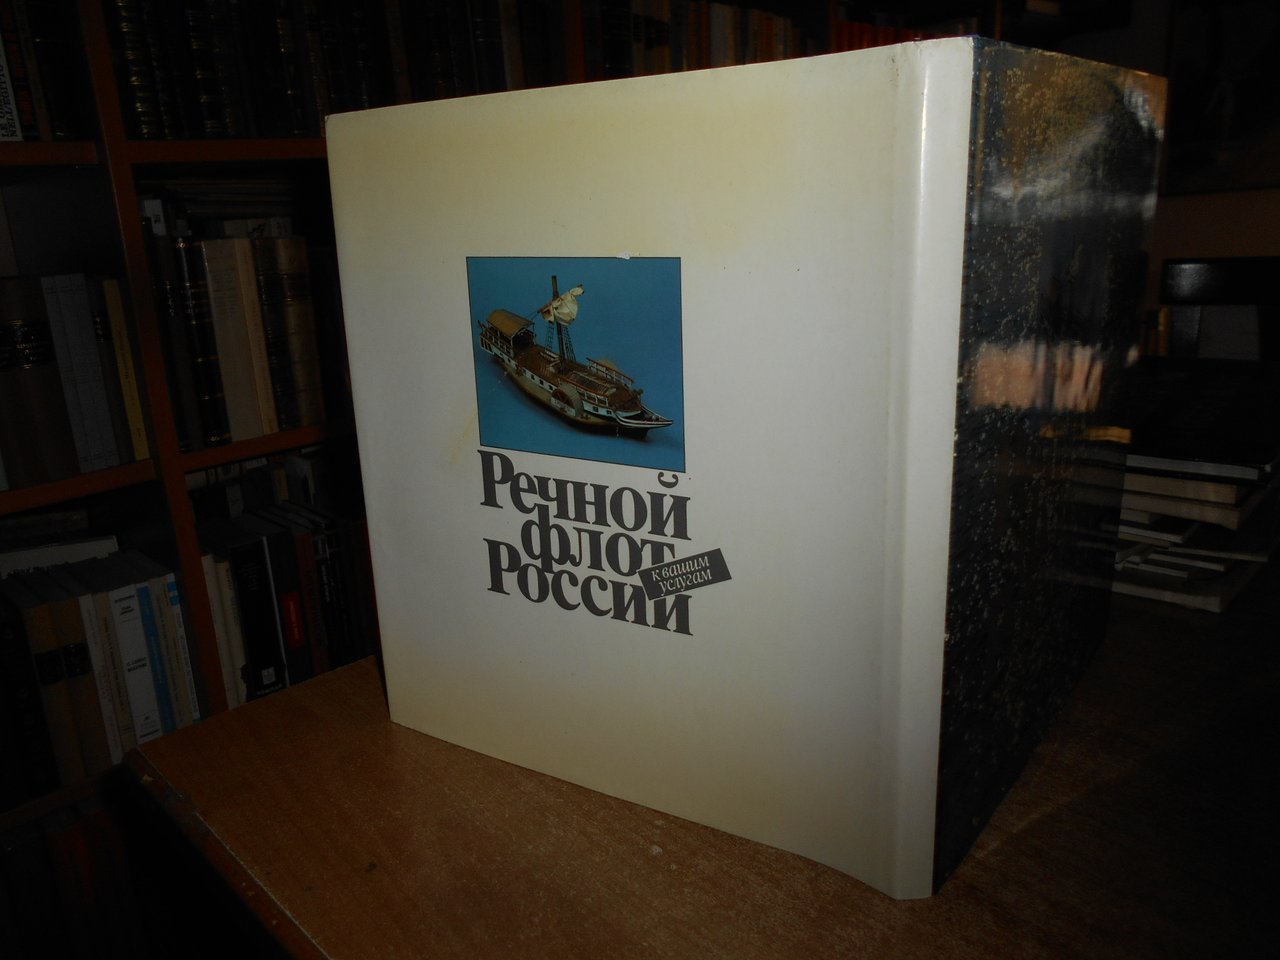 Речной
флот
России
к вашим
услугам